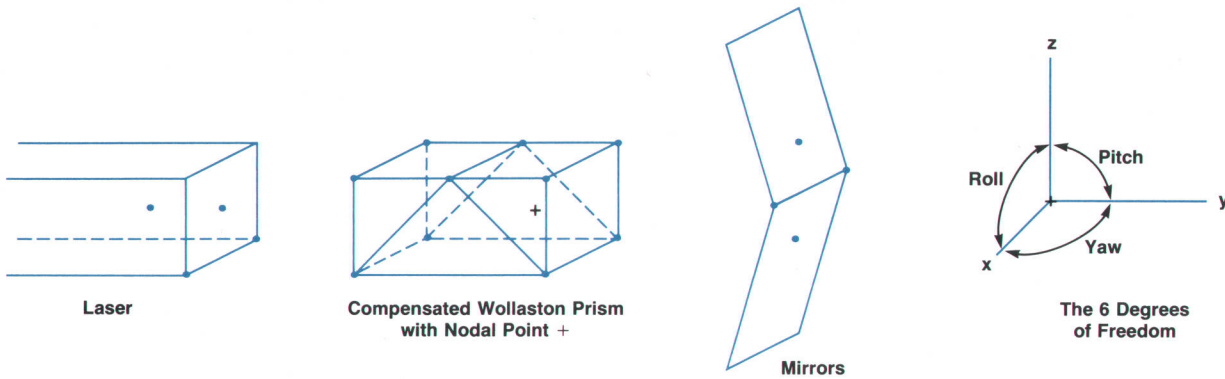 Laser
Compensated Wollaston Prism
with Nodal Point +
Mirrors
z
Pitch
Roll
y
Yaw
x
The 6 Degrees
of Freedom